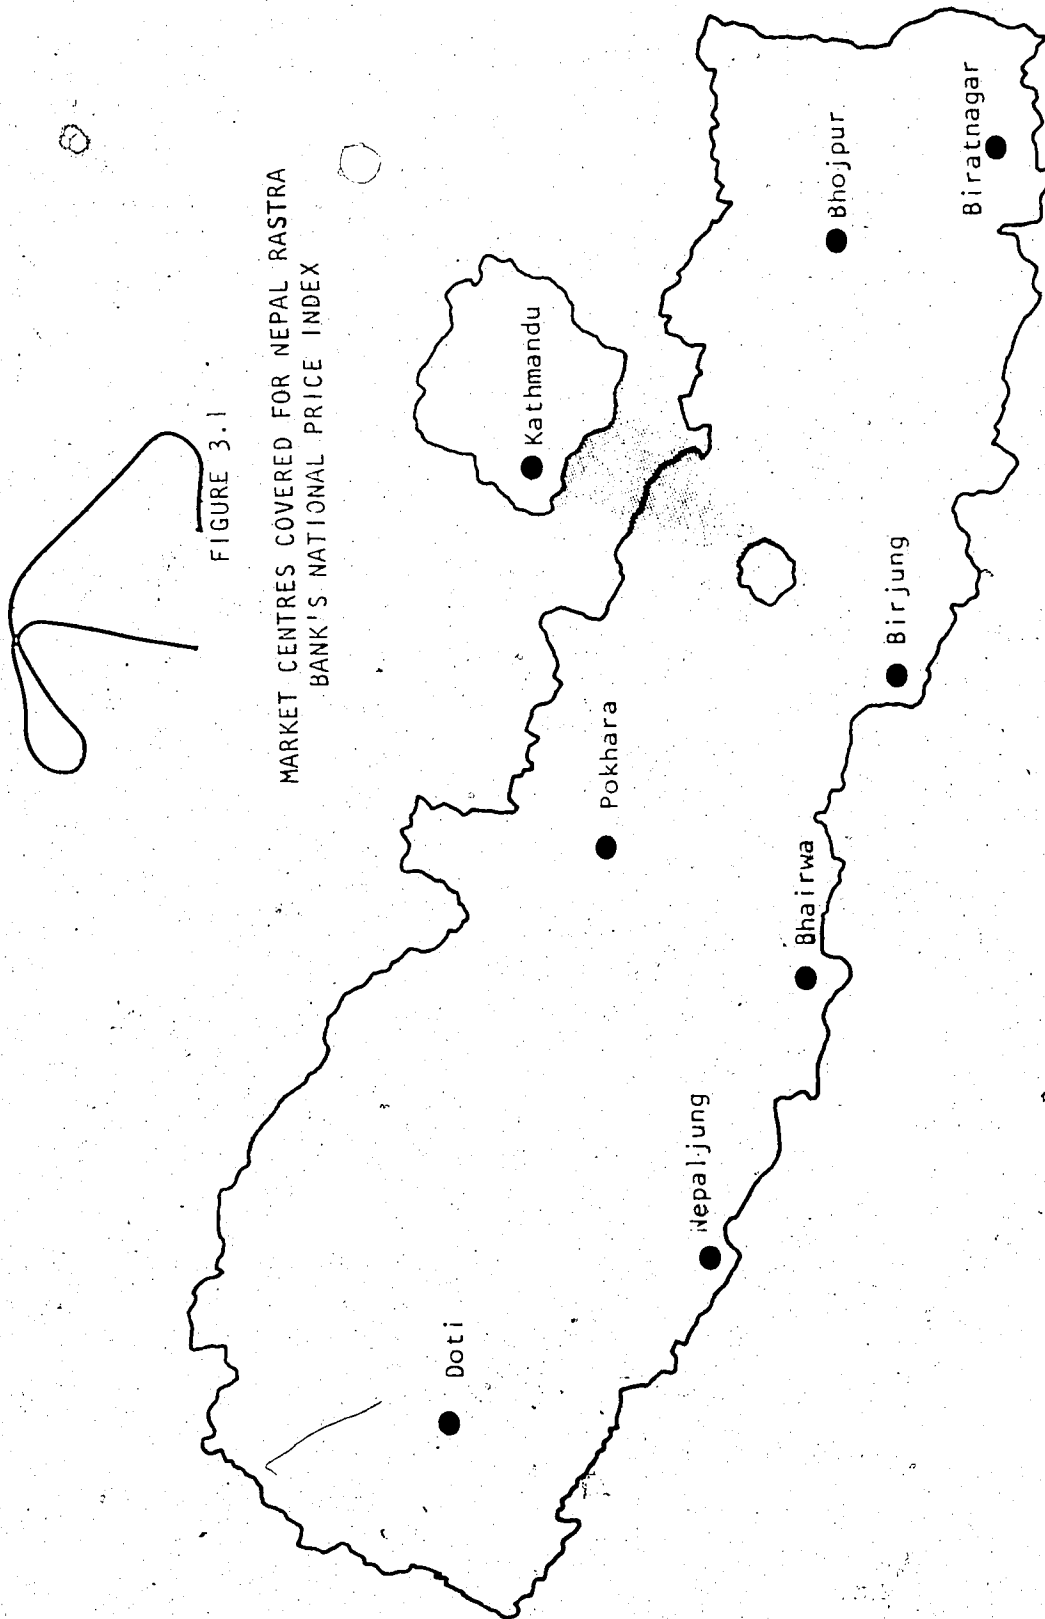 FIGURE 3.1
MARKET CENTRES COVERED FOR NEPAL RASTRA
BANK'S NATIONAL PRICE INDEX
Kathmandu
Doti
Pokhara
Nepaljung
Bhairwa
Birjung
Bhojpur
Biratnagar